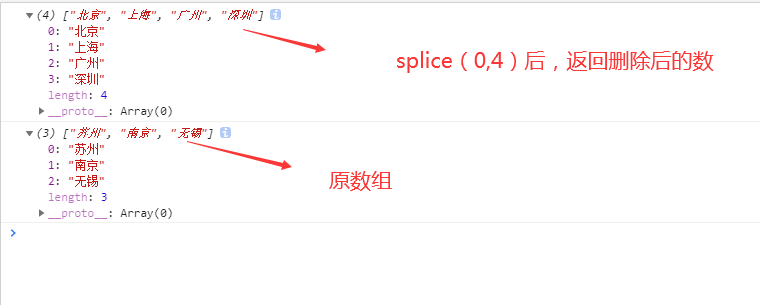 ▼(4) ["北京", "上海", "广州", "深圳"] i
0: "北京"
1: "上海"
2: "广州"
3: "深圳"
length: 4
▶__proto__: Array(0)
splice（0,4）后，返回删除后的数
▼(3) ["苏州", "南京", "无锡"] i
0: "苏州"
1: "南京"
2: "无锡"
length: 3
▶__proto__: Array(0)
原数组
>